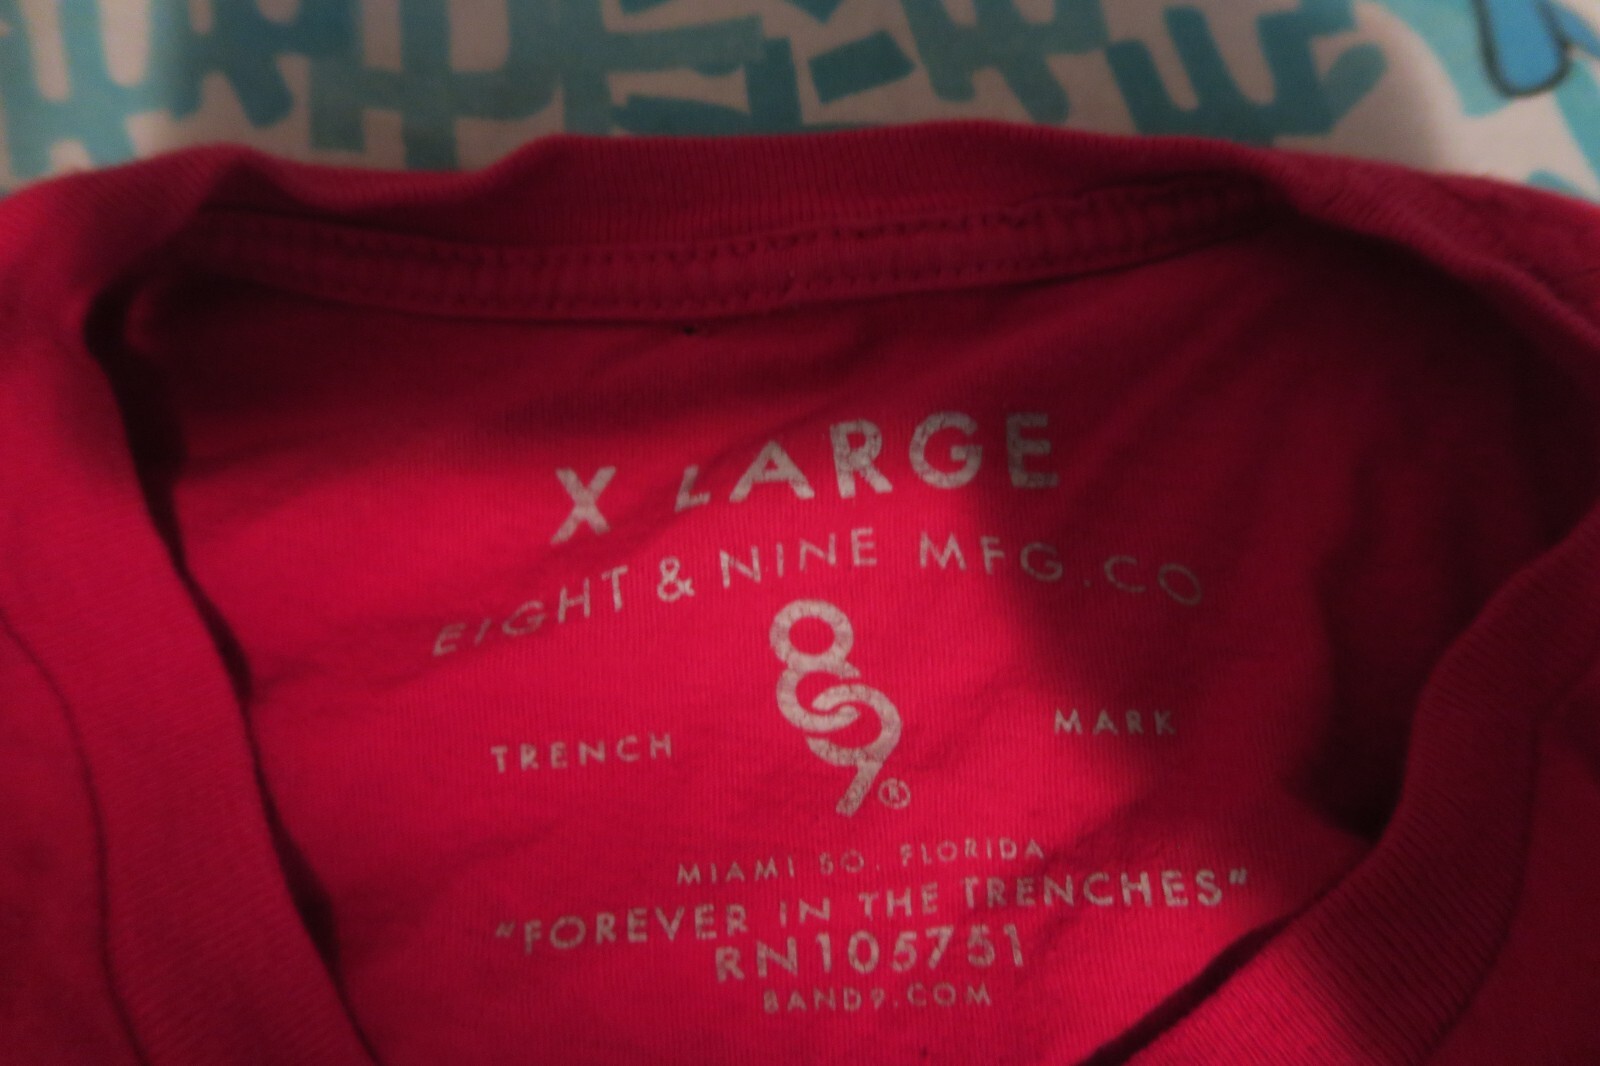 X LARGE
EIGHT & NINE MFG.CO
89®
TRENCH MARK
MIAMI SO. FLORIDA
"FOREVER IN THE TRENCHES"
RN105751
8AND9.COM